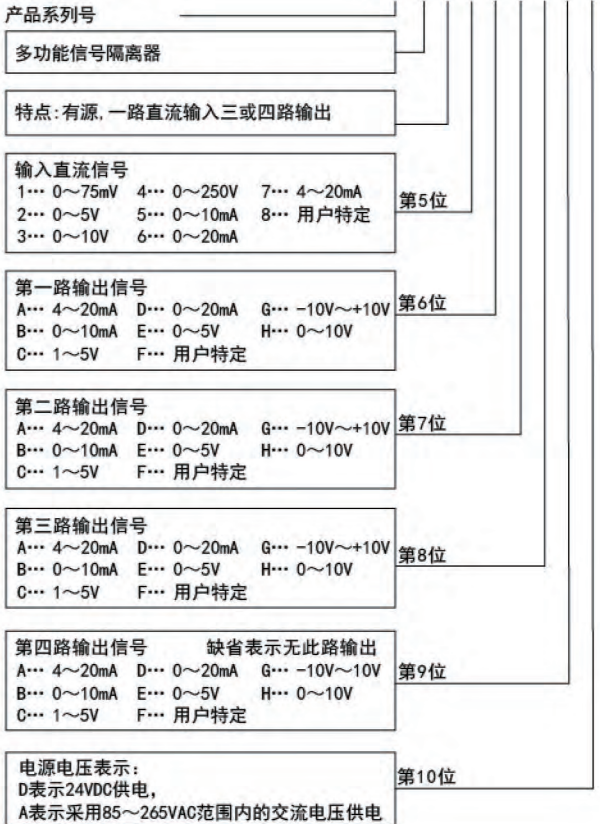 产品系列号
多功能信号隔离器
特点:有源,一路直流输入三或四路输出
输入直流信号
1… 0～75mV 4… 0～250V 7… 4～20mA
2… 0～5V 5… 0～10mA 8… 用户特定
3… 0～10V 6… 0～20mA
第5位
第一路输出信号
A… 4～20mA D… 0～20mA G… -10V～+10V
B… 0～10mA E… 0～5V H… 0～10V
C… 1～5V F… 用户特定
第6位
第二路输出信号
A… 4～20mA D… 0～20mA G… -10V～+10V
B… 0～10mA E… 0～5V H… 0～10V
C… 1～5V F… 用户特定
第7位
第三路输出信号
A… 4～20mA D… 0～20mA G… -10V～+10V
B… 0～10mA E… 0～5V H… 0～10V
C… 1～5V F… 用户特定
第8位
第四路输出信号 缺省表示无此路输出
A… 4～20mA D… 0～20mA G… -10V～10V
B… 0～10mA E… 0～5V H… 0～10V
C… 1～5V F… 用户特定
第9位
电源电压表示:
D表示24VDC供电,
A表示采用85～265VAC范围内的交流电压供电
第10位